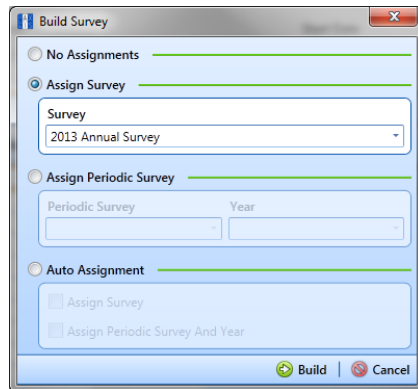 Build Survey
No Assignments
Assign Survey
Survey
2013 Annual Survey
Assign Periodic Survey
Periodic Survey Year
Auto Assignment
Assign Survey
Assign Periodic Survey And Year
Build Cancel